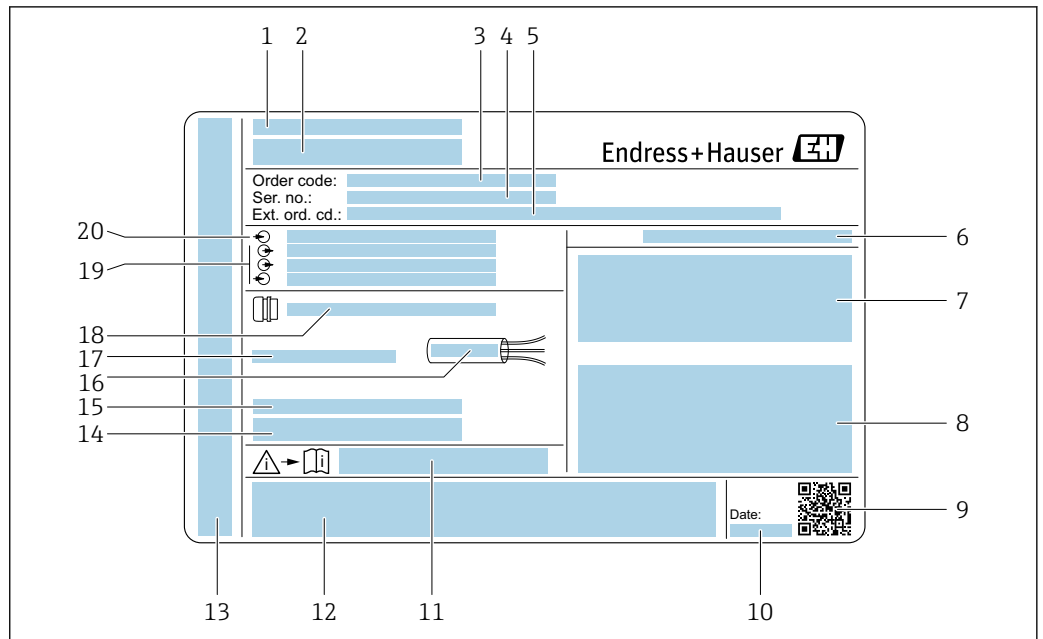 1 2 3 4 5
Endress+Hauser EH
Order code:
Ser. no.:
Ext. ord. cd.:
20
6
19
7
18
17
16
15
14
8
i i
9
Date:
13 12 11 10